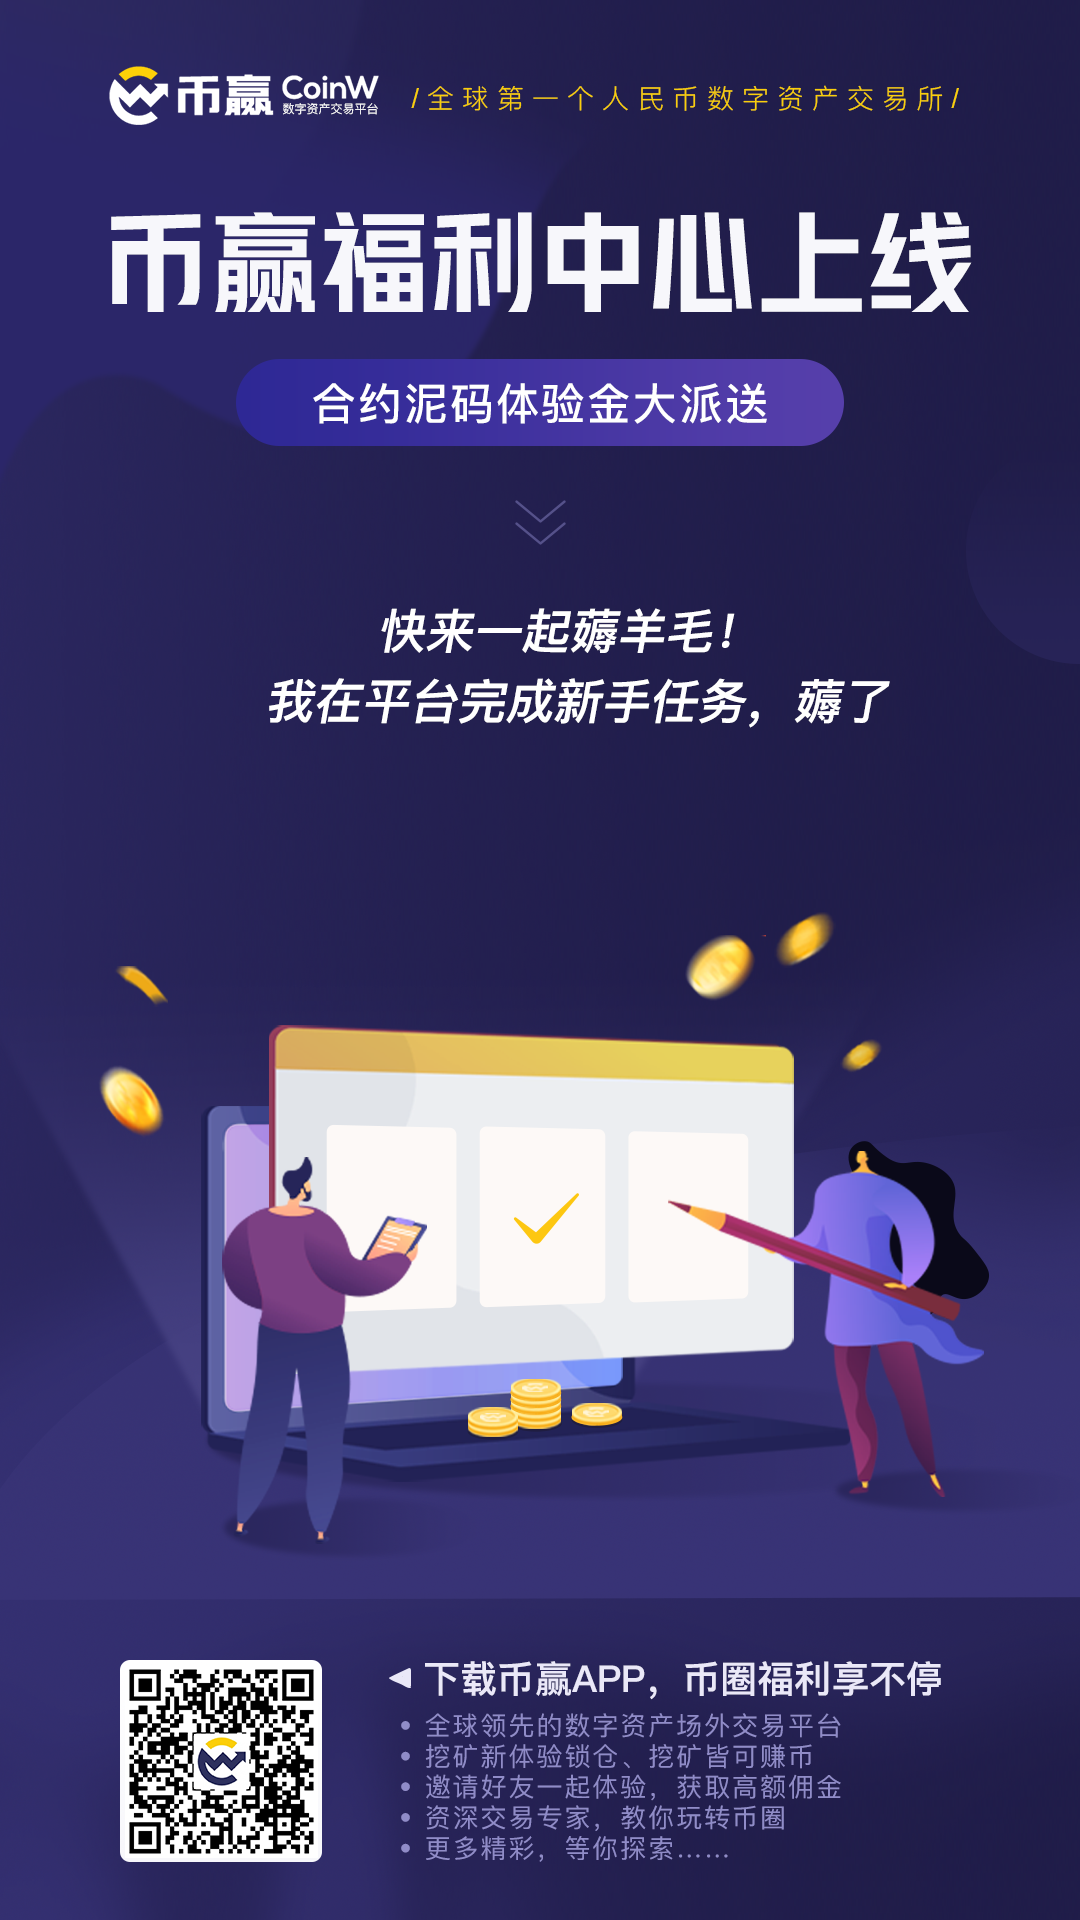 币赢 CoinW
数字资产交易平台
/全球第一个人民币数字资产交易所/
币赢福利中心上线
合约泥码体验金大派送
快来一起薅羊毛!
我在平台完成新手任务,薅了
下载币赢APP,币圈福利享不停
• 全球领先的数字资产场外交易平台
• 挖矿新体验锁仓、挖矿皆可赚币
• 邀请好友一起体验,获取高额佣金
• 资深交易专家,教你玩转币圈
• 更多精彩,等你探索……